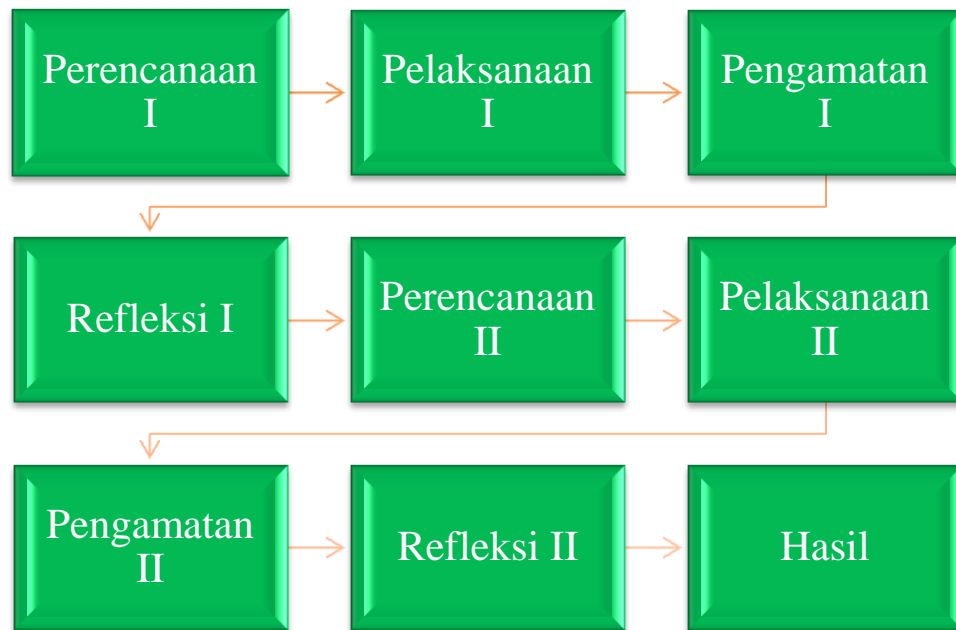 Perencanaan
I
Pelaksanaan
I
Pengamatan
I
Refleksi I
Perencanaan
II
Pelaksanaan
II
Pengamatan
II
Refleksi II
Hasil